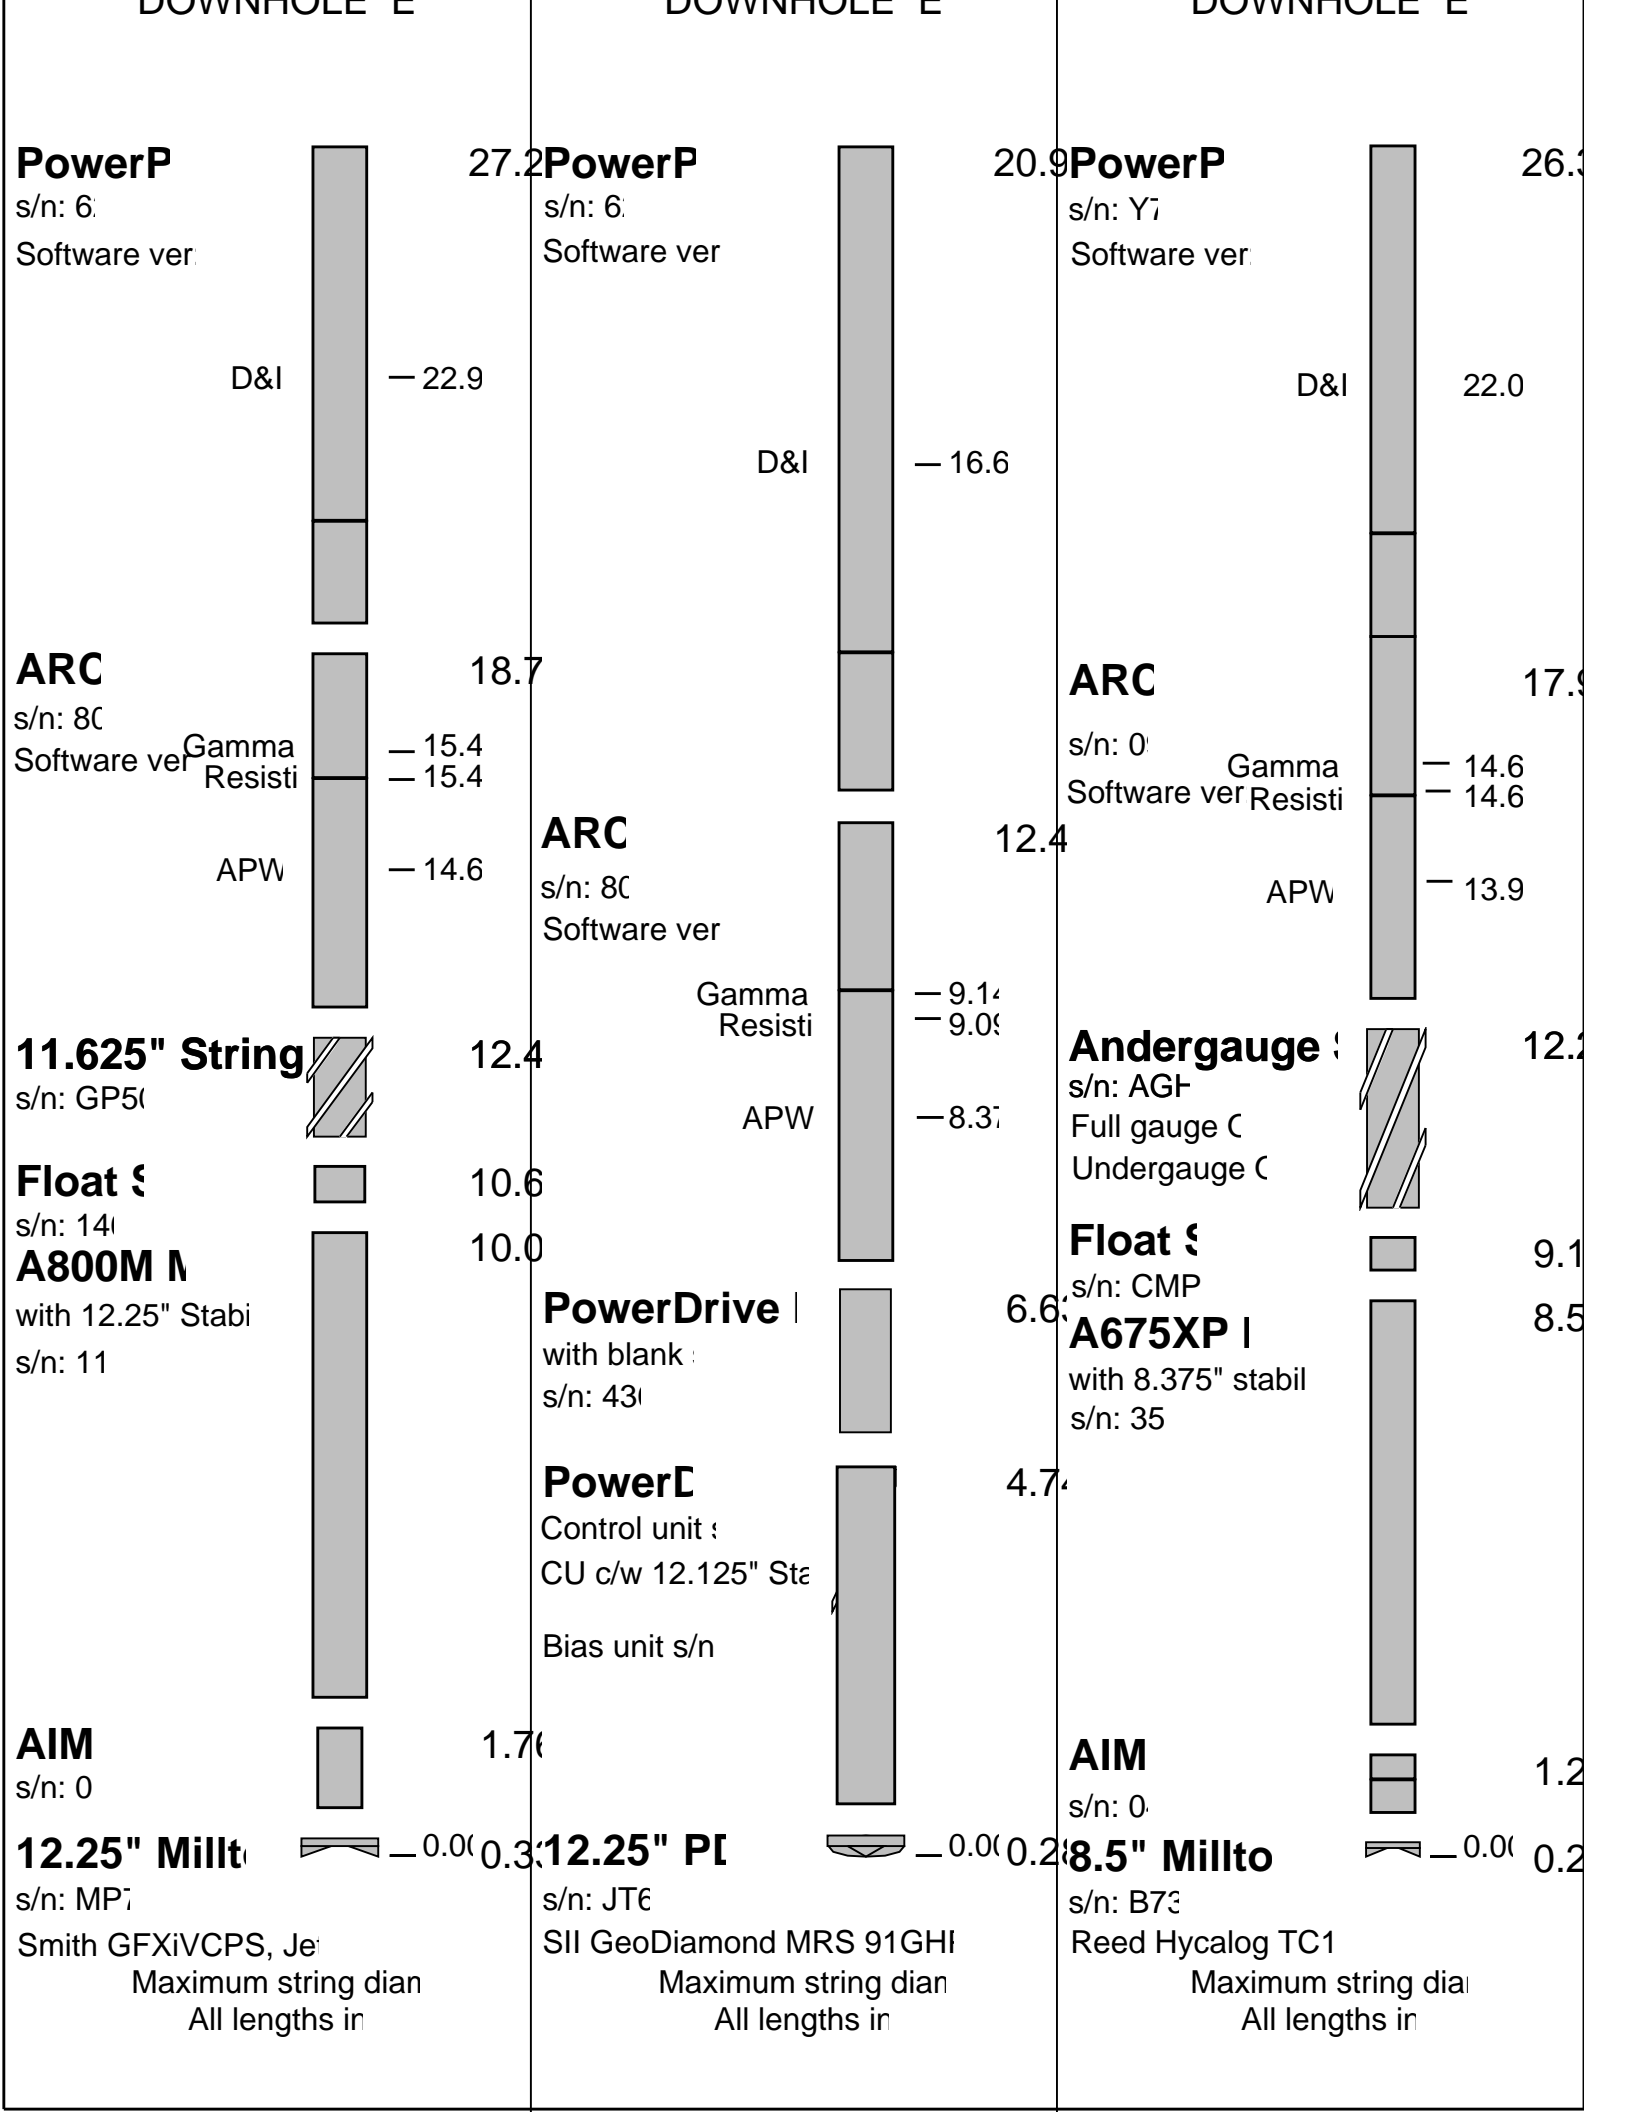 DOWNHOLE E
PowerP
27.2
s/n: 6
Software ver
D&I
22.9
ARC
18.7
s/n: 80
Software ver
Gamma
15.4
Resisti
15.4
APW
14.6
11.625" String
12.4
s/n: GP50
Float S
10.6
s/n: 14
A800M M
10.0
with 12.25" Stabi
s/n: 11
AIM
1.76
s/n: 0
12.25" Millt
0.00
0.33
s/n: MP7
Smith GFXiVCPS, Jet
Maximum string diam
All lengths in
DOWNHOLE E
PowerP
20.9
s/n: 6
Software ver
D&I
16.6
ARC
12.4
s/n: 80
Software ver
Gamma
9.14
Resisti
9.09
APW
8.37
PowerDrive
6.63
with blank
s/n: 43
PowerD
4.74
Control unit s
CU c/w 12.125" Sta
Bias unit s/n
12.25" PD
0.00
0.28
s/n: JT6
SII GeoDiamond MRS 91GH
Maximum string diam
All lengths in
DOWNHOLE E
PowerP
26.3
s/n: Y7
Software ver
D&I
22.0
ARC
17.9
s/n: 09
Software ver
Gamma
14.6
Resisti
14.6
APW
13.9
Andergauge S
12.2
s/n: AGH
Full gauge O
Undergauge O
Float S
9.1
s/n: CMP
A675XP
8.5
with 8.375" stabil
s/n: 35
AIM
1.2
s/n: 04
8.5" Millto
0.00
0.2
s/n: B73
Reed Hycalog TC1
Maximum string dia
All lengths in